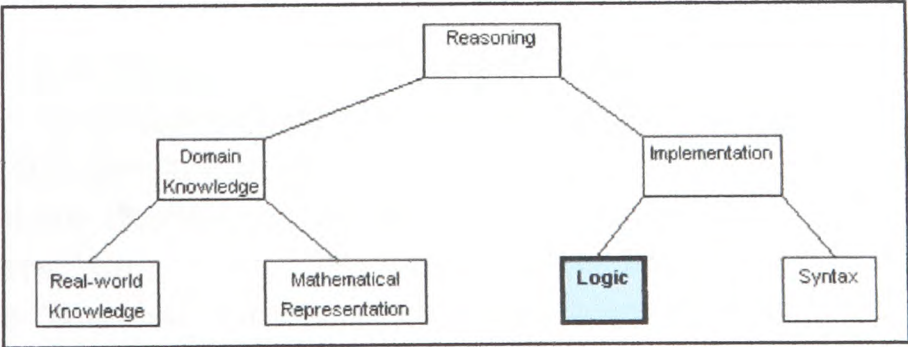 Reasoning
Domain
Knowledge
Implementation
Real-world
Knowledge
Mathematical
Representation
Logic
Syntax